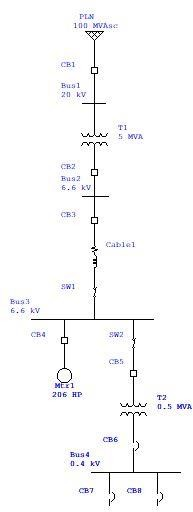 PLN
100 MVAsc
CB1
Bus1
20 kV
T1
5 MVA
CB2
Bus2
6.6 kV
CB3
Cable1
SW1
Bus3
6.6 kV
CB4
SW2
CB5
Mtr1
206 HP
T2
0.5 MVA
CB6
Bus4
0.4 kV
CB7
CB8